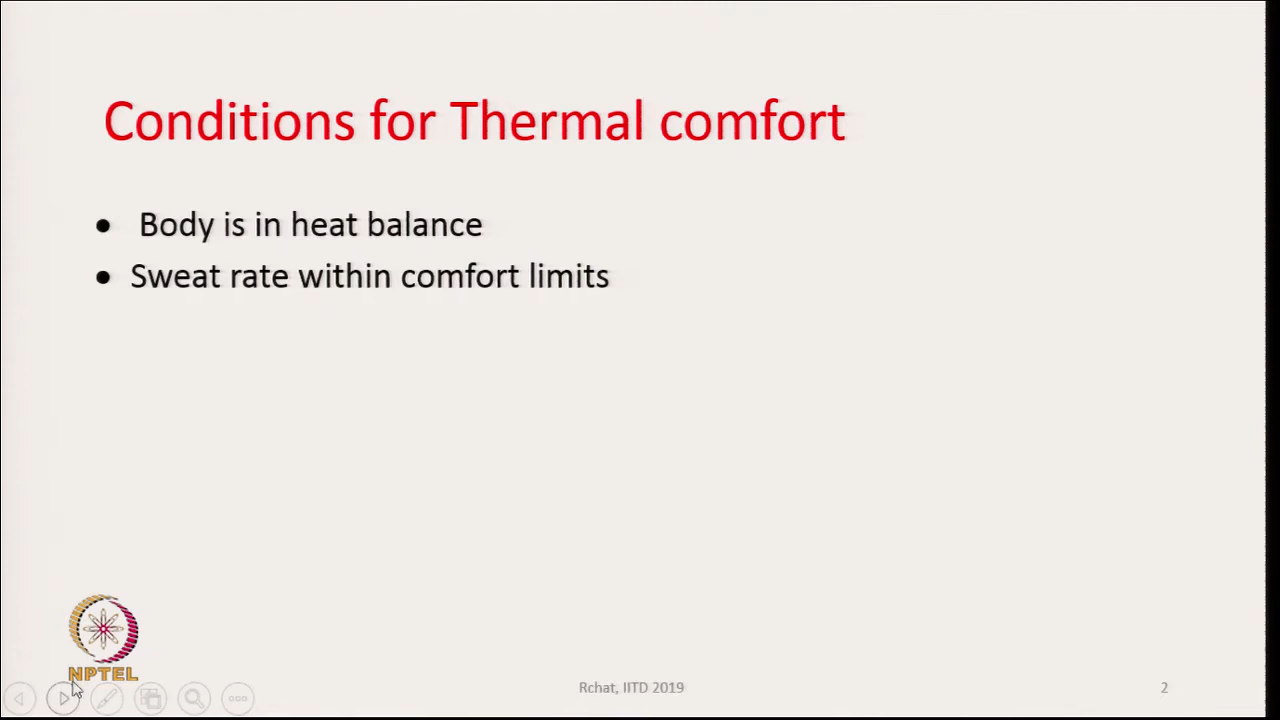 Conditions for Thermal comfort
• Body is in heat balance
• Sweat rate within comfort limits
NPTEL
Rchat, IITD 2019
2